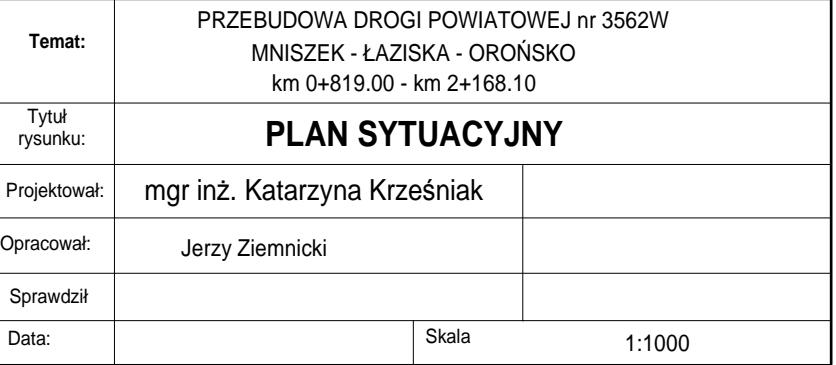 Temat:
PRZEBUDOWA DROGI POWIATOWEJ nr 3562W
MNISZEK - ŁAZISKA - OROŃSKO
km 0+819.00 - km 2+168.10
Tytuł
rysunku:
PLAN SYTUACYJNY
Projektował:
mgr inż. Katarzyna Krześniak
Opracował:
Jerzy Ziemnicki
Sprawdził
Data:
Skala
1:1000